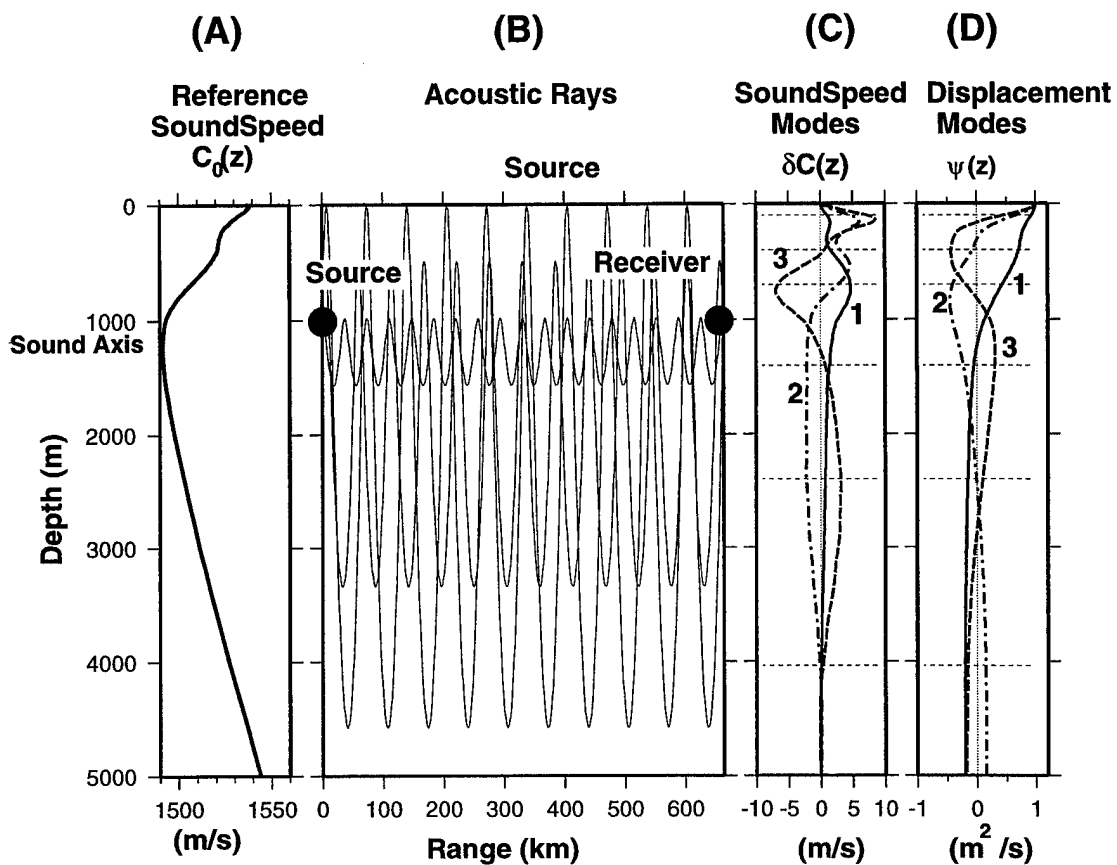 (A)
(B)
(C)
(D)
Reference
SoundSpeed
C₀(z)
Acoustic Rays
Source
SoundSpeed
Modes
δC(z)
Displacement
Modes
ψ(z)
0
1000
Sound Axis
2000
3000
4000
5000
Depth (m)
Source
Receiver
3
1
2
1
2
3
1500 1550
(m/s)
0 100 200 300 400 500 600
Range (km)
-10 -5 0 5 10
(m/s)
-1 0 1
(m² /s)